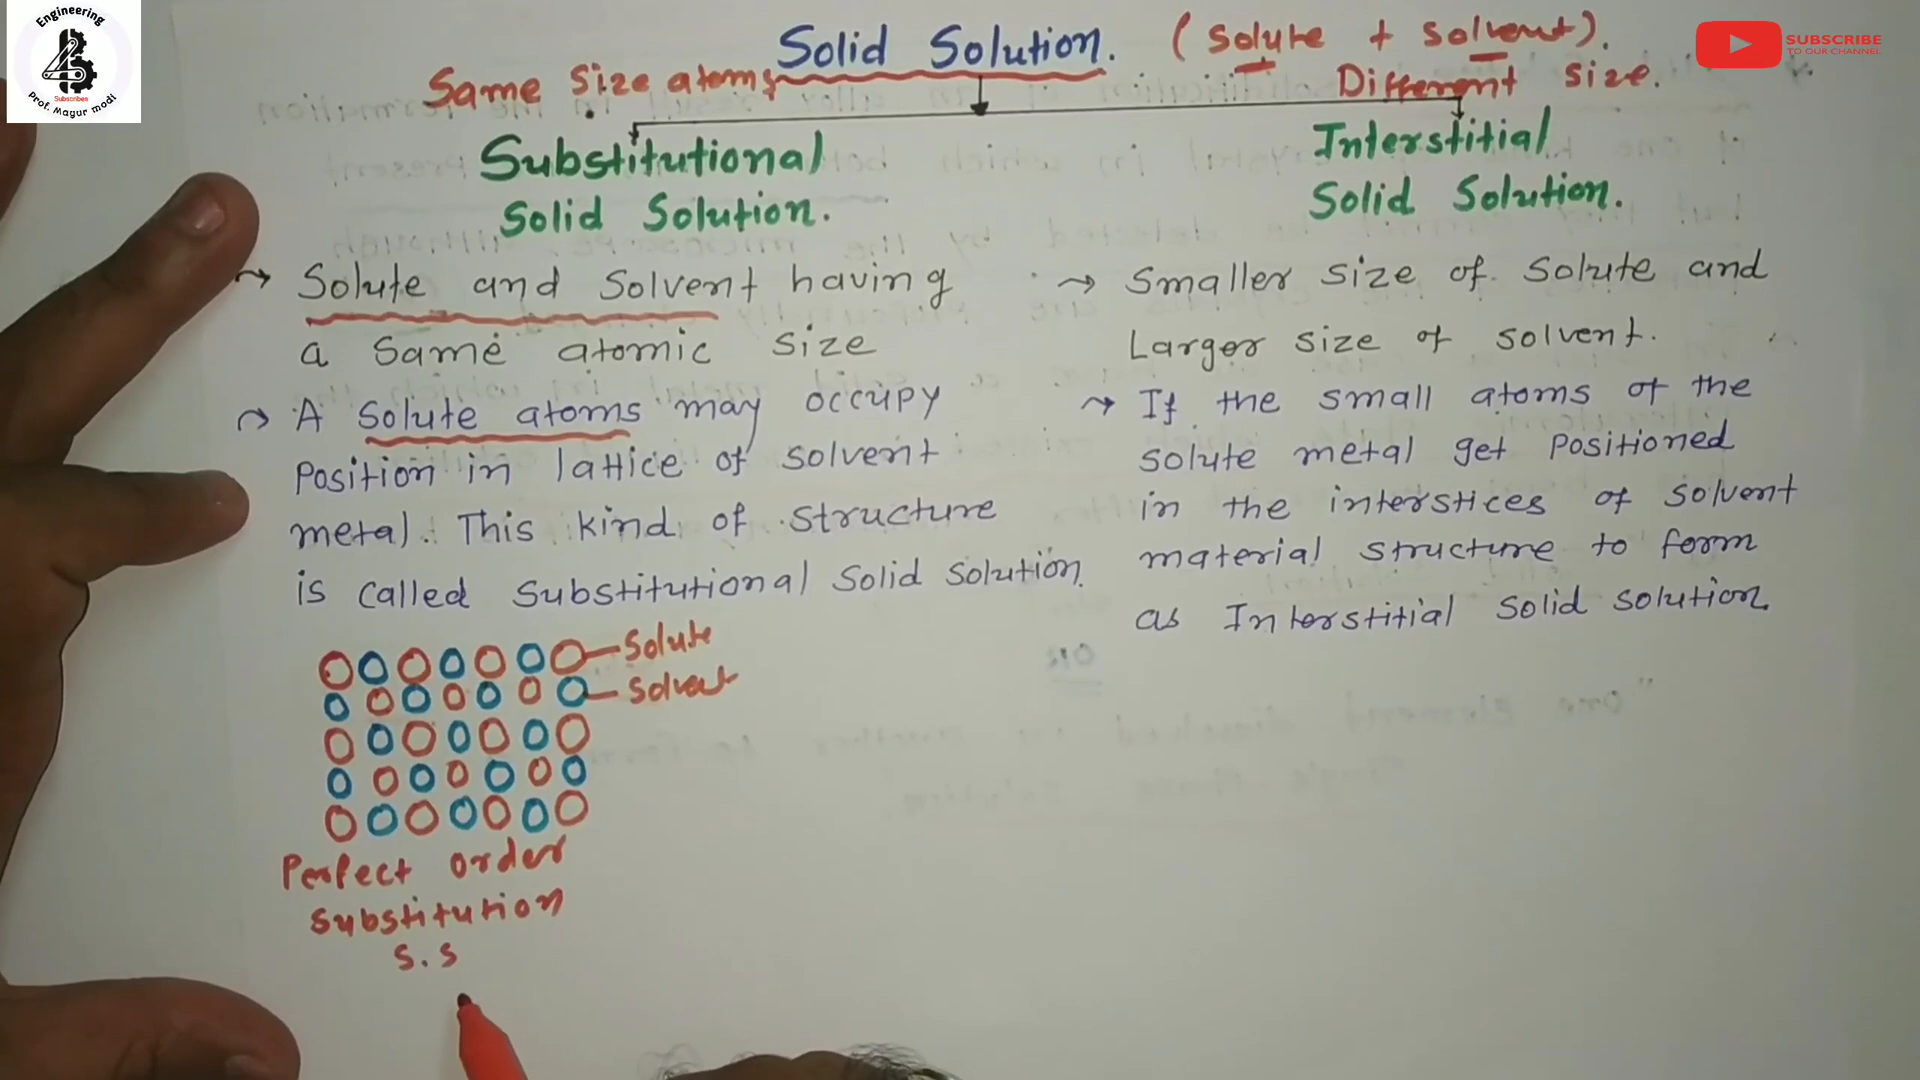 Engineering
Subscribes
Prof. Mayur modi
SUBSCRIBE
TO OUR CHANNEL
Solid Solution. (Solute + Solvent).
Same Size atoms
Different Size.
Substitutional
Solid Solution.
→ Solute and Solvent having
a Same atomic Size
→ A Solute atoms may occupy
Position in lattice of solvent
metal. This kind of structure
is called Substitutional Solid Solution.
Solute
Solvent
Perfect Order
Substitution
S.S
Interstitial
Solid Solution.
→ Smaller Size of Solute and
Larger Size of Solvent.
→ If the small atoms of the
solute metal get Positioned
in the interstices of solvent
material structure to form
as Interstitial Solid Solution.